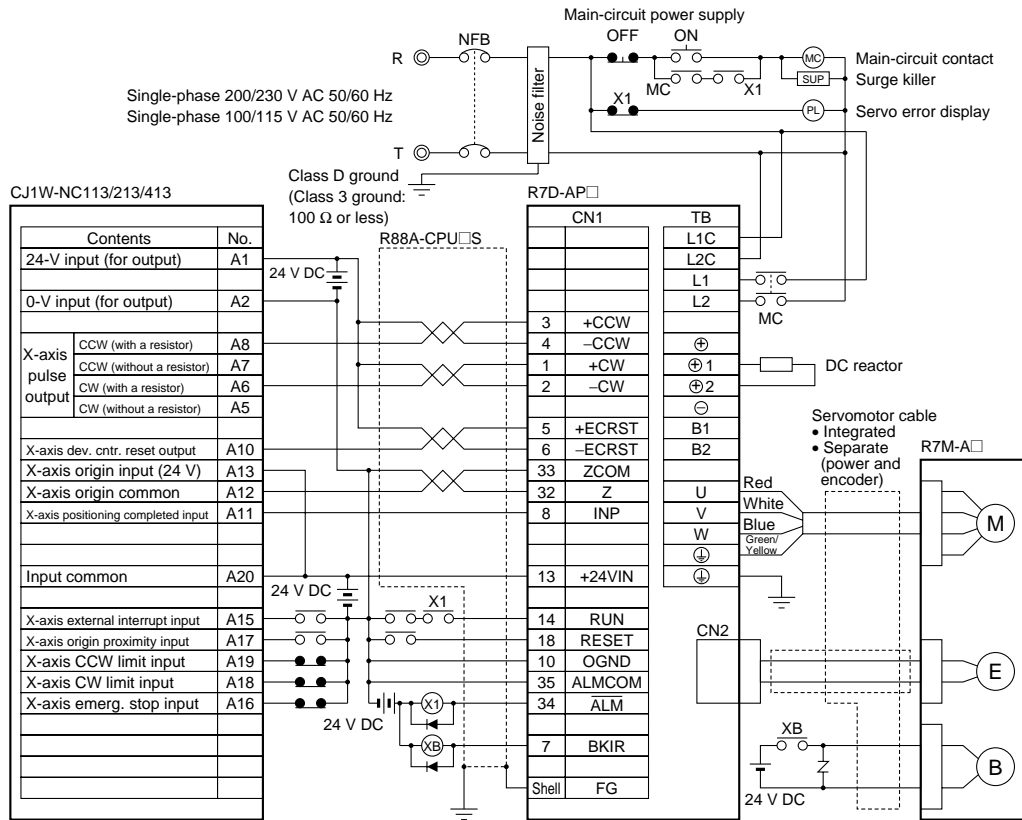 Main-circuit power supply
OFF ON
NFB
R
MC
Main-circuit contact
MC X1
SUP
Surge killer
Single-phase 200/230 V AC 50/60 Hz
Single-phase 100/115 V AC 50/60 Hz
Noise filter
X1
PL
Servo error display
T
Class D ground
(Class 3 ground:
100 Ω or less)
CJ1W-NC113/213/413
R7D-AP□
CN1 TB
Contents No.
R88A-CPU□S
L1C
24-V input (for output) A1
L2C
24 V DC
L1
0-V input (for output) A2
L2
MC
3 +CCW
X-axis pulse output
CCW (with a resistor) A8
4 −CCW
⊕
CCW (without a resistor) A7
1 +CW
⊕1
DC reactor
CW (with a resistor) A6
2 −CW
⊕2
CW (without a resistor) A5
⊖
5 +ECRST
B1
Servomotor cable
• Integrated
• Separate
(power and
encoder)
R7M-A□
X-axis dev. cntr. reset output A10
6 −ECRST
B2
X-axis origin input (24 V) A13
33 ZCOM
X-axis origin common A12
32 Z
U
Red
X-axis positioning completed input A11
8 INP
V
White
W
Blue
Green/
Yellow
M
Input common A20
24 V DC
13 +24VIN
X1
X-axis external interrupt input A15
14 RUN
X-axis origin proximity input A17
18 RESET
CN2
X-axis CCW limit input A19
10 OGND
X-axis CW limit input A18
35 ALMCOM
E
X-axis emerg. stop input A16
24 V DC
X1
34 ALM
XB
7 BKIR
XB
B
24 V DC
Shell FG